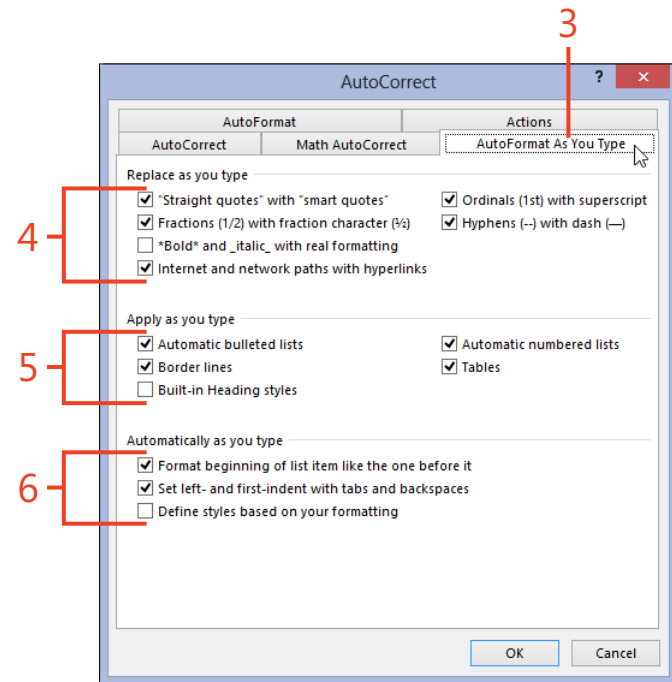 3
AutoCorrect ? ×
AutoFormat Actions
AutoCorrect Math AutoCorrect AutoFormat As You Type
Replace as you type
4
"Straight quotes" with “smart quotes” Ordinals (1st) with superscript
Fractions (1/2) with fraction character (½) Hyphens (--) with dash (—)
*Bold* and _italic_ with real formatting
Internet and network paths with hyperlinks
Apply as you type
5
Automatic bulleted lists Automatic numbered lists
Border lines Tables
Built-in Heading styles
Automatically as you type
6
Format beginning of list item like the one before it
Set left- and first-indent with tabs and backspaces
Define styles based on your formatting
OK Cancel